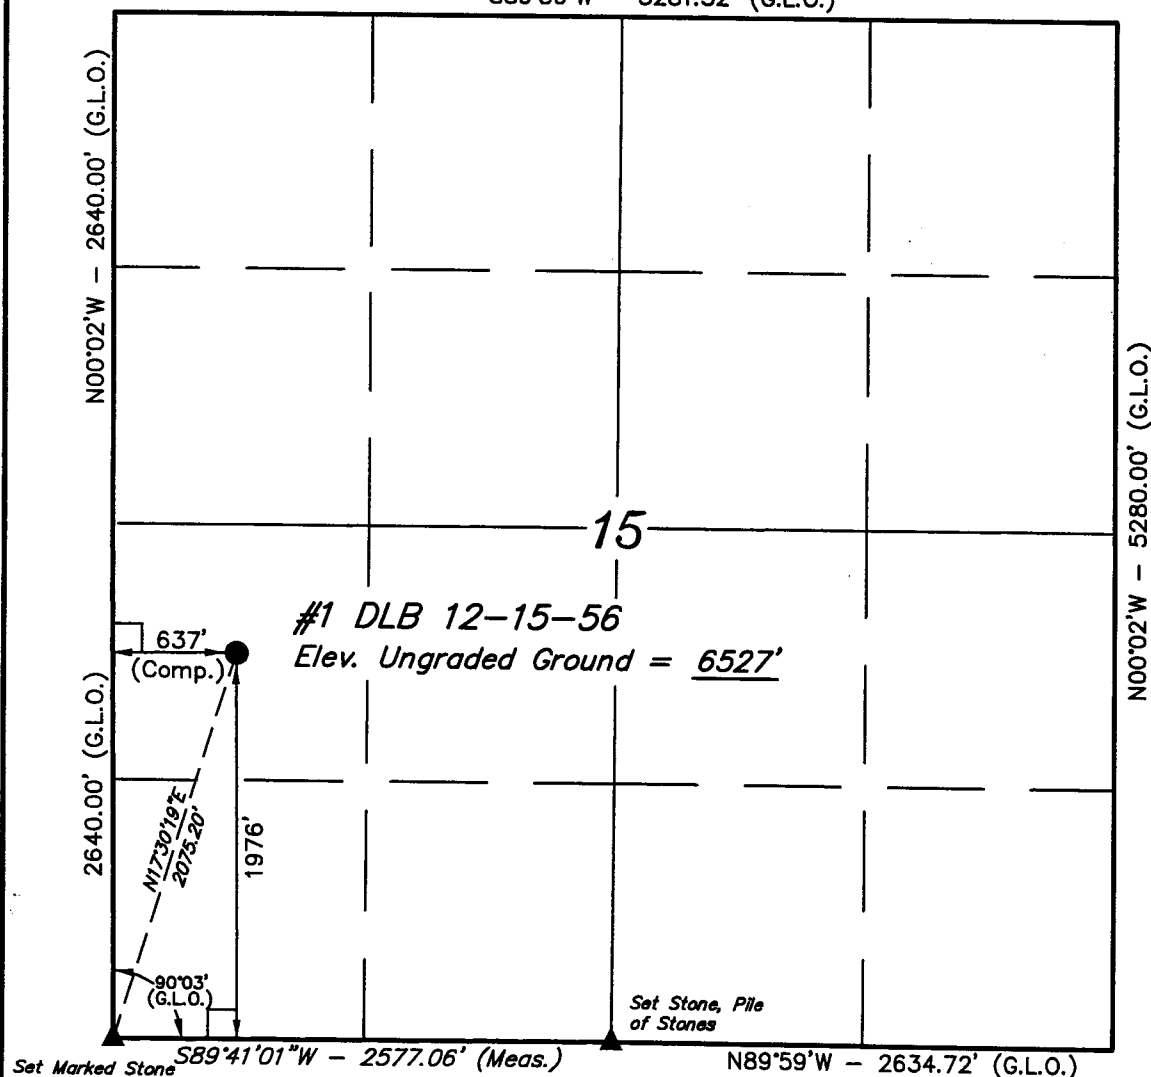 5281.32' (G.L.O.)
N00°02'W – 2640.00' (G.L.O.)
N00°02'W – 5280.00' (G.L.O.)
15
#1 DLB 12–15–56
Elev. Ungraded Ground = 6527'
637'
(Comp.)
2640.00' (G.L.O.)
N17°30'19"E
2075.20'
1976'
90°03'
(G.L.O.)
Set Stone, Pile
of Stones
Set Marked Stone
S89°41'01"W – 2577.06' (Meas.)
N89°59'W – 2634.72' (G.L.O.)